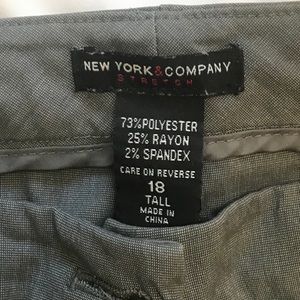 NEW YORK&COMPANY
STRETCH
73%POLYESTER
25% RAYON
2% SPANDEX
CARE ON REVERSE
18
TALL
MADE IN
CHINA